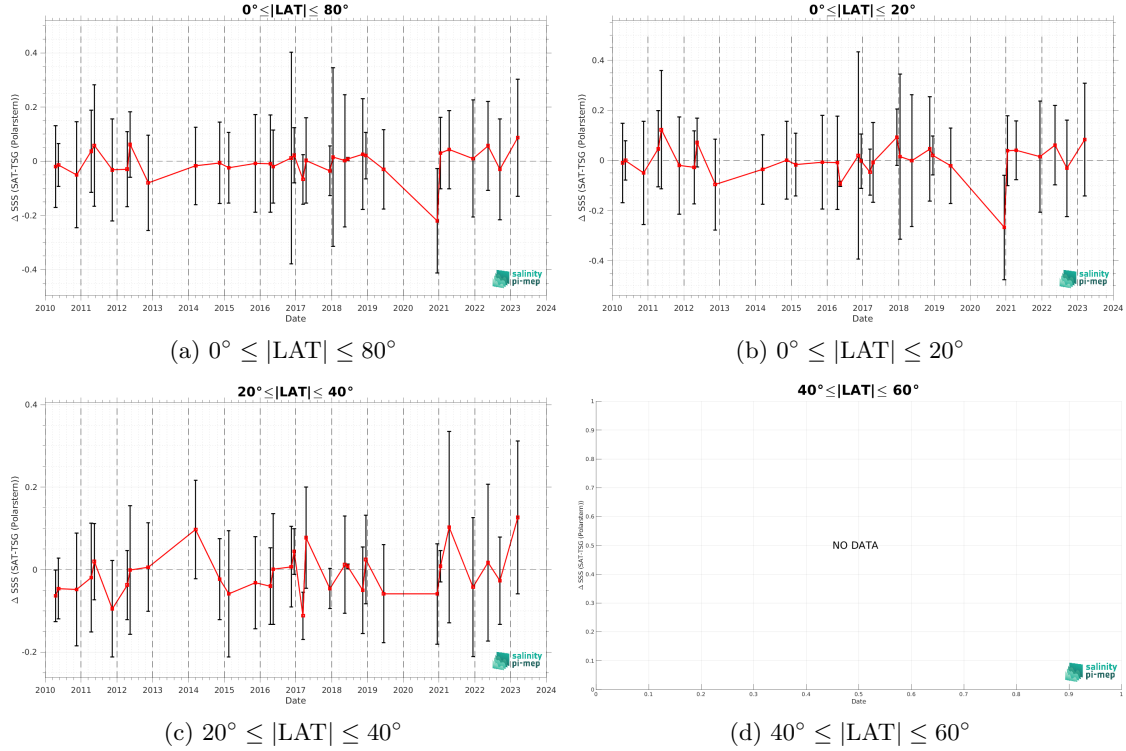 0°≤|LAT|≤ 80°
Δ SSS (SAT-TSG (Polarstern))
0.4
0.2
0
-0.2
-0.4
2010 2011 2012 2013 2014 2015 2016 2017 2018 2019 2020 2021 2022 2023 2024
Date
salinity
pi-mep
(a) 0° ≤ |LAT| ≤ 80°
0°≤|LAT|≤ 20°
Δ SSS (SAT-TSG (Polarstern))
0.4
0.2
0
-0.2
-0.4
2010 2011 2012 2013 2014 2015 2016 2017 2018 2019 2020 2021 2022 2023 2024
Date
salinity
pi-mep
(b) 0° ≤ |LAT| ≤ 20°
20°≤|LAT|≤ 40°
Δ SSS (SAT-TSG (Polarstern))
0.4
0.2
0
-0.2
2010 2011 2012 2013 2014 2015 2016 2017 2018 2019 2020 2021 2022 2023 2024
Date
salinity
pi-mep
(c) 20° ≤ |LAT| ≤ 40°
40°≤|LAT|≤ 60°
Δ SSS (SAT-TSG (Polarstern))
1
0.9
0.8
0.7
0.6
0.5
0.4
0.3
0.2
0.1
0
NO DATA
0 0.1 0.2 0.3 0.4 0.5 0.6 0.7 0.8 0.9 1
Date
salinity
pi-mep
(d) 40° ≤ |LAT| ≤ 60°